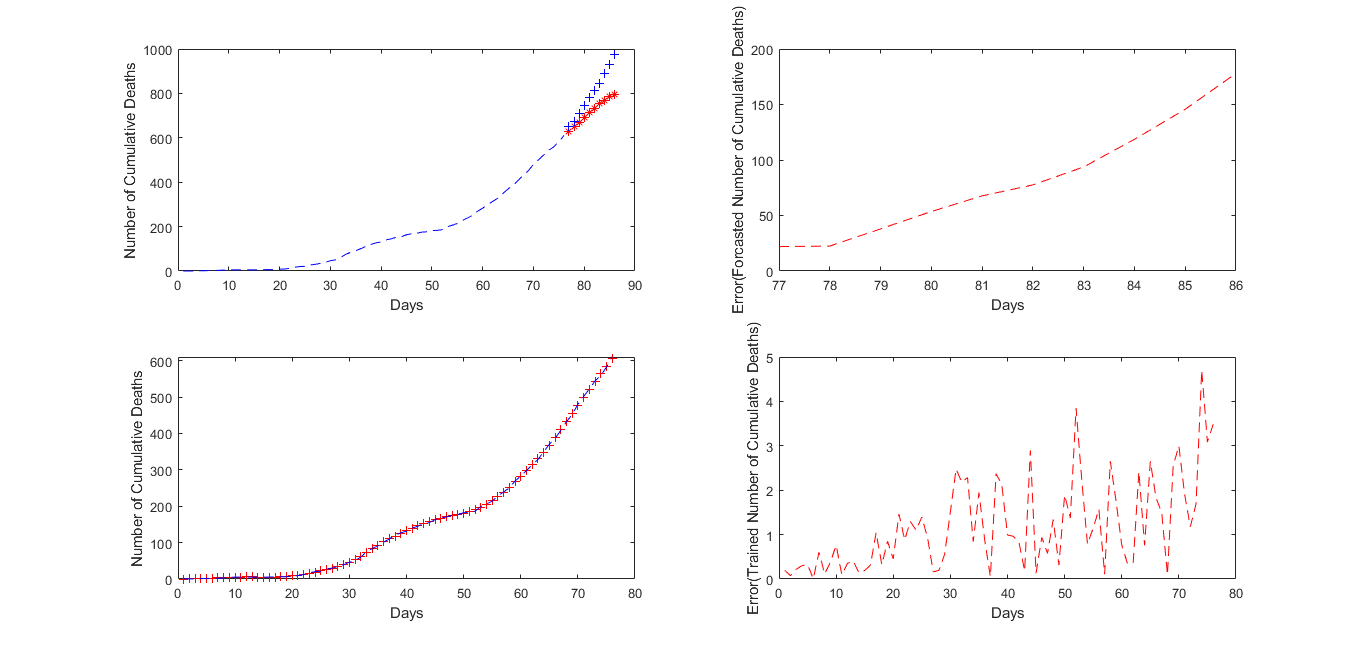 1000
800
600
400
200
0
0 10 20 30 40 50 60 70 80 90
Days
Number of Cumulative Deaths
200
150
100
50
0
77 78 79 80 81 82 83 84 85 86
Days
Error(Forcasted Number of Cumulative Deaths)
600
500
400
300
200
100
0
0 10 20 30 40 50 60 70 80
Days
Number of Cumulative Deaths
5
4
3
2
1
0
0 10 20 30 40 50 60 70 80
Days
Error(Trained Number of Cumulative Deaths)